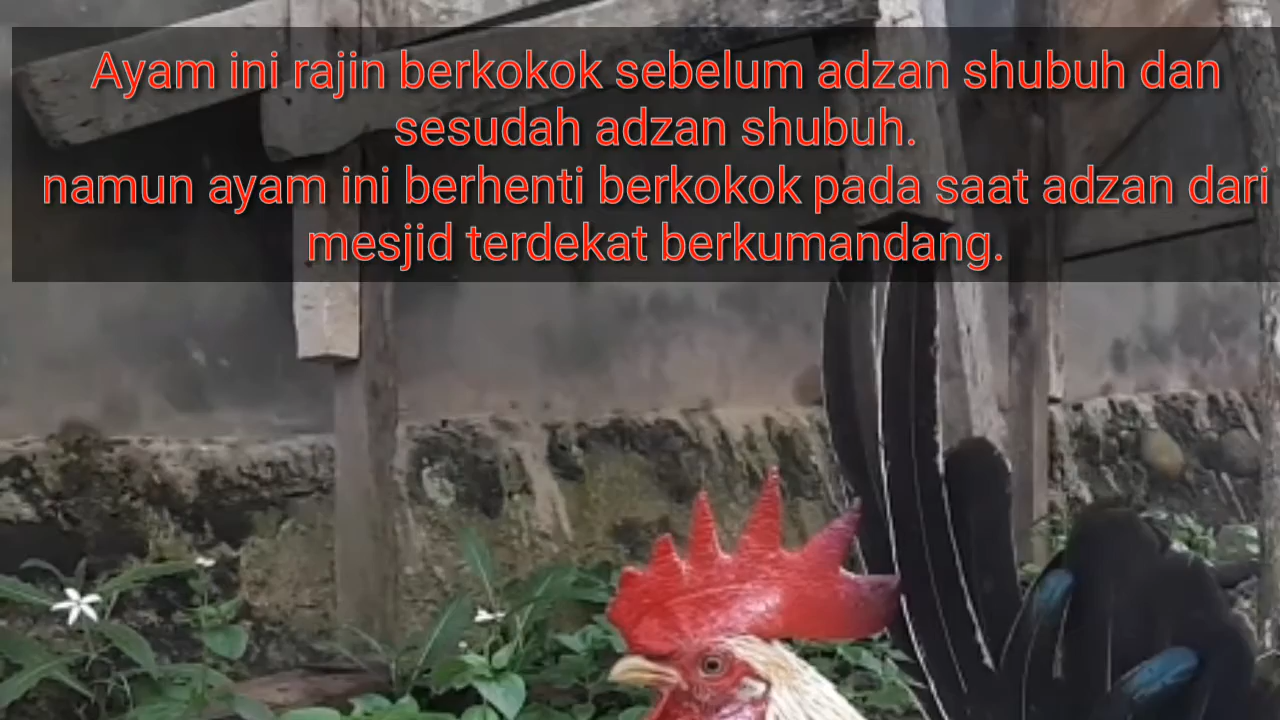 Ayam ini rajin berkokok sebelum adzan shubuh dan
sesudah adzan shubuh.
namun ayam ini berhenti berkokok pada saat adzan dari
mesjid terdekat berkumandang.